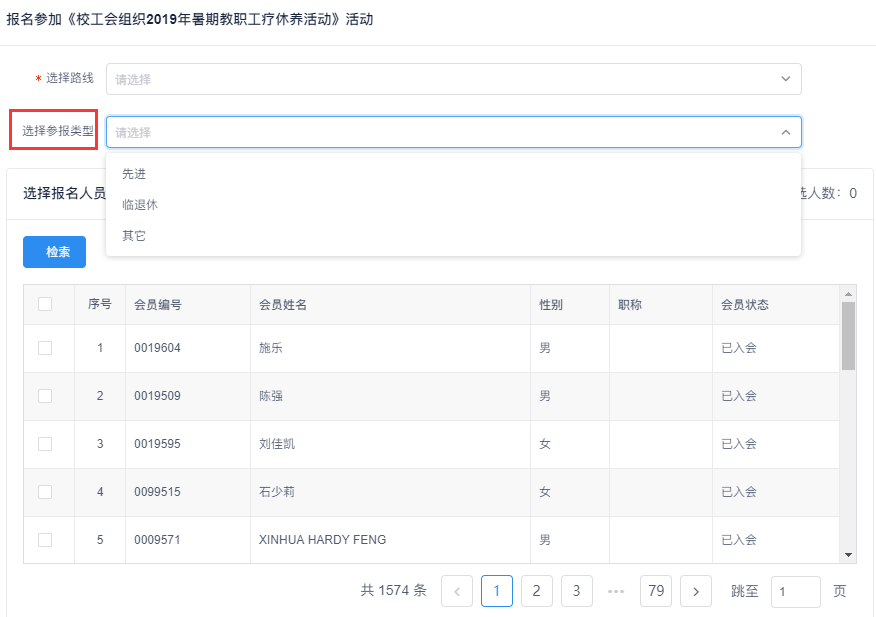 报名参加《校工会组织2019年暑期教职工疗休养活动》活动
* 选择路线 请选择
选择参报类型 请选择
先进
临退休
其它
选择报名人员 选人数：0
检索
序号 会员编号 会员姓名 性别 职称 会员状态
1 0019604 施乐 男 已入会
2 0019509 陈强 男 已入会
3 0019595 刘佳凯 女 已入会
4 0099515 石少莉 女 已入会
5 0009571 XINHUA HARDY FENG 男 已入会
共 1574 条 < 1 2 3 ··· 79 > 跳至 1 页